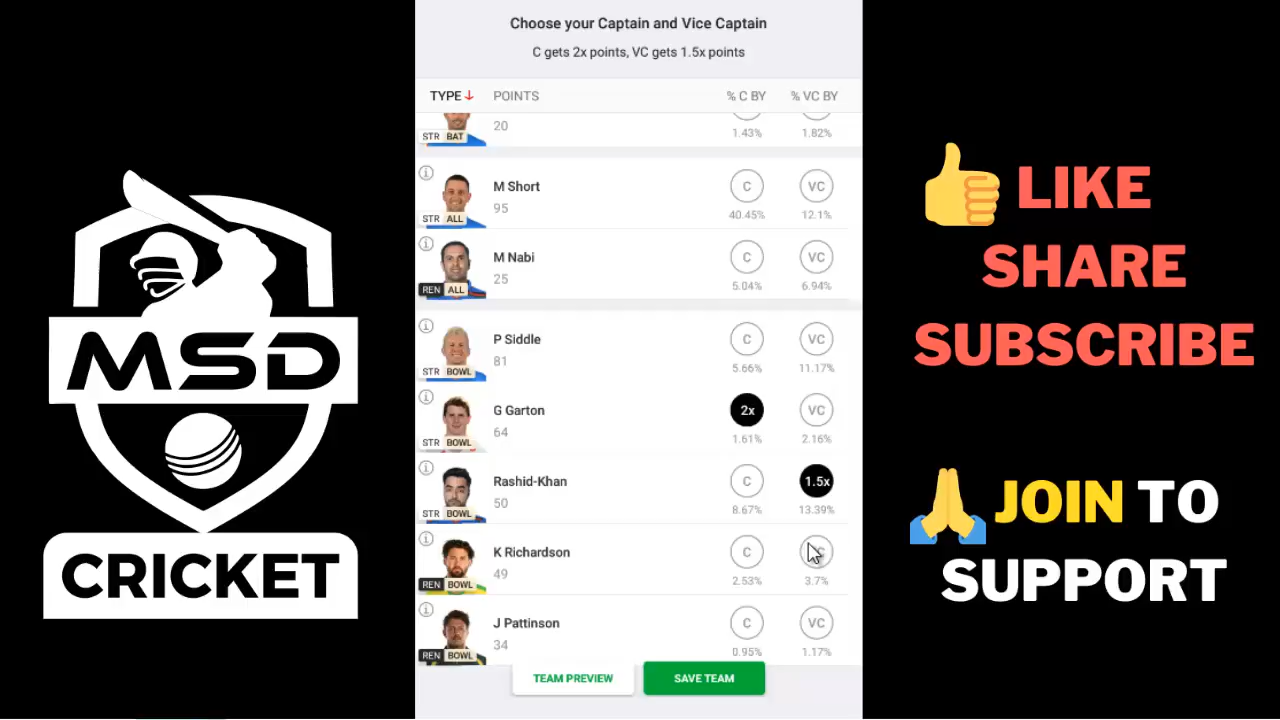 Choose your Captain and Vice Captain
C gets 2x points, VC gets 1.5x points
TYPE POINTS % C BY % VC BY
20
STR BAT 1.43% 1.82%
M Short C VC
95
STR ALL 40.45% 12.1%
M Nabi C VC
25
REN ALL 5.04% 6.94%
P Siddle C VC
81
STR BOWL 5.66% 11.17%
G Garton 2x VC
64
STR BOWL 1.61% 2.16%
Rashid-Khan C 1.5x
50
STR BOWL 8.67% 13.39%
K Richardson C
49
REN BOWL 2.53% 3.7%
J Pattinson C VC
34
REN BOWL 0.95% 1.17%
TEAM PREVIEW SAVE TEAM
MSD
CRICKET
LIKE
SHARE
SUBSCRIBE
JOIN TO
SUPPORT